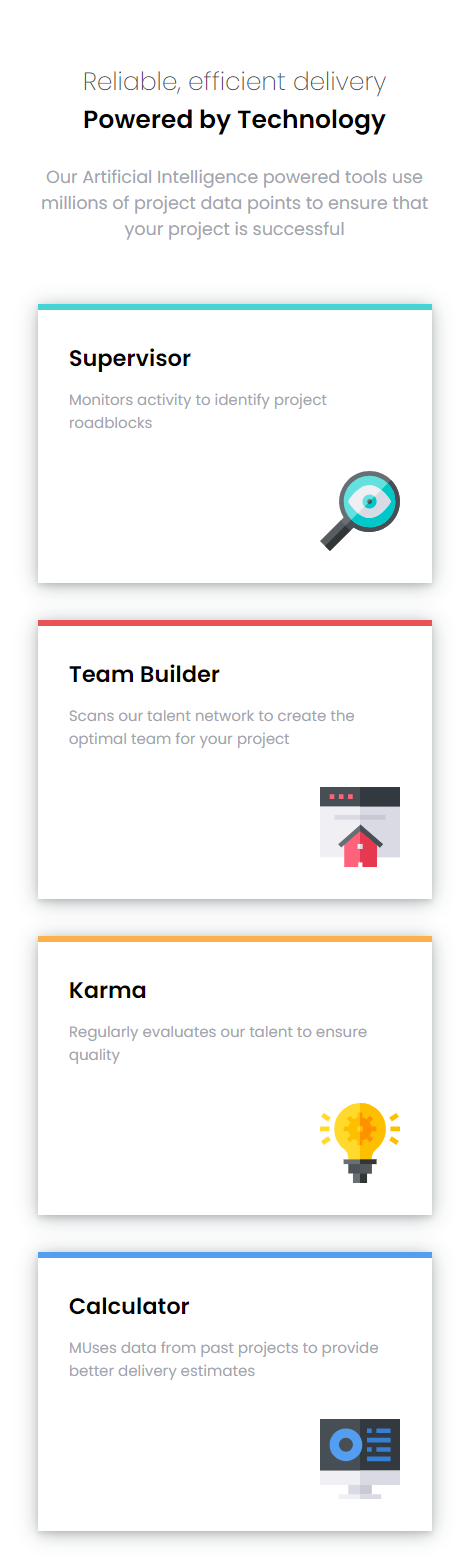 Reliable, efficient delivery
Powered by Technology
Our Artificial Intelligence powered tools use
millions of project data points to ensure that
your project is successful
Supervisor
Monitors activity to identify project
roadblocks
Team Builder
Scans our talent network to create the
optimal team for your project
Karma
Regularly evaluates our talent to ensure
quality
Calculator
MUses data from past projects to provide
better delivery estimates